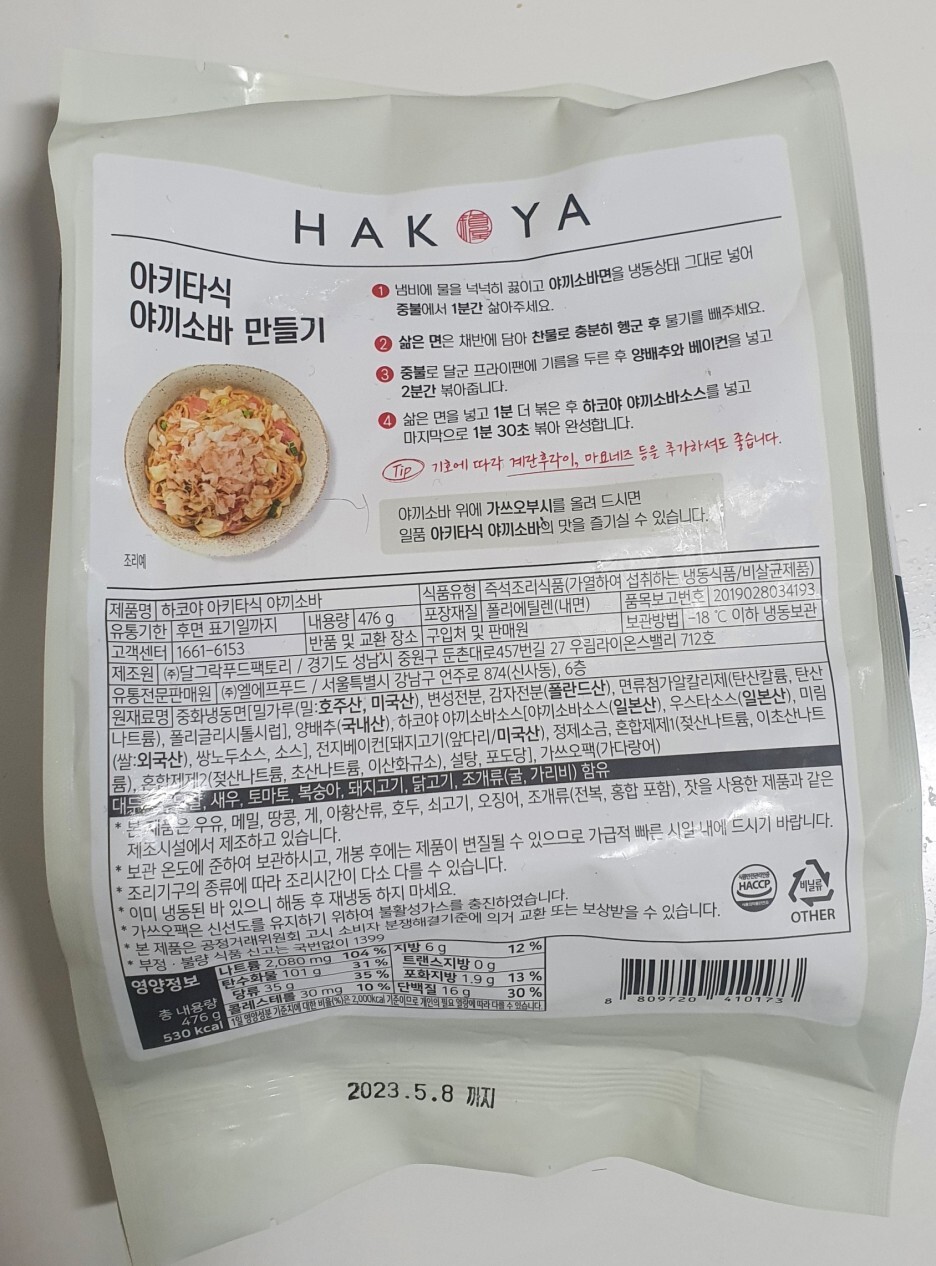 HAKOYA
아키타식
야끼소바 만들기
1 냄비에 물을 넉넉히 끓이고 야끼소바면을 냉동상태 그대로 넣어
중불에서 1분간 삶아주세요.
2 삶은 면은 채반에 담아 찬물로 충분히 헹군 후 물기를 빼주세요.
3 중불로 달군 프라이팬에 기름을 두른 후 양배추와 베이컨을 넣고
2분간 볶아줍니다.
4 삶은 면을 넣고 1분 더 볶은 후 하코야 야끼소바소스를 넣고
마지막으로 1분 30초 볶아 완성합니다.
Tip 기호에 따라 계란후라이, 마요네즈 등을 추가하셔도 좋습니다.
야끼소바 위에 가쓰오부시를 올려 드시면
일품 아키타식 야끼소바의 맛을 즐기실 수 있습니다.
조리예
제품명 하코야 아키타식 야끼소바 식품유형 즉석조리식품(가열하여 섭취하는 냉동식품/비살균제품)
유통기한 후면 표기일까지 내용량 476 g 포장재질 폴리에틸렌(내면) 품목보고번호 2019028034193
고객센터 1661-6153 반품 및 교환 장소 구입처 및 판매원 보관방법 -18 ℃ 이하 냉동보관
제조원 (주)달그락푸드팩토리 / 경기도 성남시 중원구 둔촌대로457번길 27 우림라이온스밸리 712호
유통전문판매원 (주)엘에프푸드 / 서울특별시 강남구 언주로 874(신사동), 6층
원재료명 중화냉동면[밀가루(밀:호주산, 미국산), 변성전분, 감자전분(폴란드산), 면류첨가알칼리제(탄산칼륨, 탄산
나트륨), 폴리글리시톨시럽], 양배추(국내산), 하코야 야끼소바소스[야끼소바소스(일본산), 우스타소스(일본산), 미림
(쌀:외국산), 쌍노두소스, 소스], 전지베이컨[돼지고기(앞다리/미국산), 정제소금, 혼합제제1(젖산나트륨, 이초산나트
륨), 혼합제제2(젖산나트륨, 초산나트륨, 이산화규소), 설탕, 포도당], 가쓰오팩(가다랑어)
새우, 토마토, 복숭아, 돼지고기, 닭고기, 조개류(굴, 가리비) 함유
* 본 제품은 우유, 메밀, 땅콩, 게, 아황산류, 호두, 쇠고기, 오징어, 조개류(전복, 홍합 포함), 잣을 사용한 제품과 같은
제조시설에서 제조하고 있습니다.
* 보관 온도에 준하여 보관하시고, 개봉 후에는 제품이 변질될 수 있으므로 가급적 빠른 시일 내에 드시기 바랍니다.
* 조리기구의 종류에 따라 조리시간이 다소 다를 수 있습니다.
* 이미 냉동된 바 있으니 해동 후 재냉동 하지 마세요.
* 가쓰오팩은 신선도를 유지하기 위하여 불활성가스를 충진하였습니다.
* 본 제품은 공정거래위원회 고시 소비자 분쟁해결기준에 의거 교환 또는 보상받을 수 있습니다.
* 부정·불량 식품 신고는 국번없이 1399
HACCP
비닐류
OTHER
영양정보
총 내용량
476 g
530 kcal
나트륨 2,080 mg 104 % 지방 6 g 12 %
탄수화물 101 g 31 % 트랜스지방 0 g
당류 35 g 35 % 포화지방 1.9 g 13 %
콜레스테롤 30 mg 10 % 단백질 16 g 30 %
1일 영양성분 기준치에 대한 비율(%)은 2,000kcal 기준이므로 개인의 필요 열량에 따라 다를 수 있습니다.
8 809720 410173
2023.5.8 까지